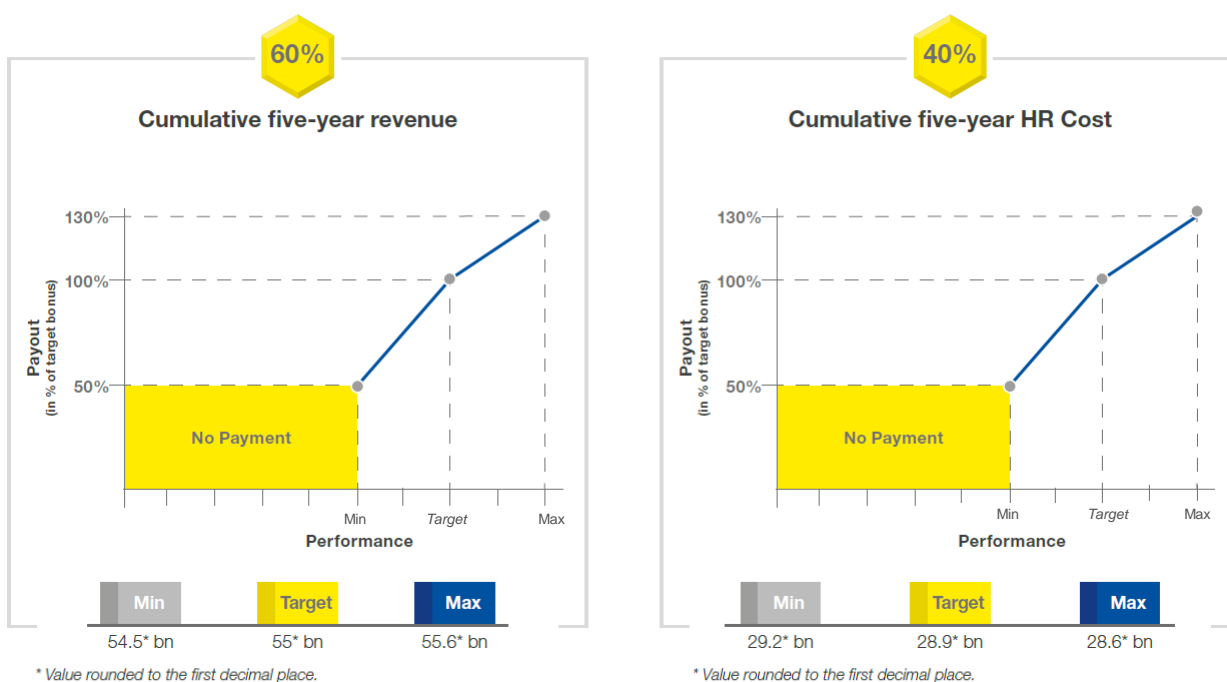 60%
Cumulative five-year revenue
130%
100%
50%
Payout
(in % of target bonus)
No Payment
Min
Target
Max
Performance
Min
Target
Max
54.5* bn
55* bn
55.6* bn
* Value rounded to the first decimal place.
40%
Cumulative five-year HR Cost
130%
100%
50%
Payout
(in % of target bonus)
No Payment
Min
Target
Max
Performance
Min
Target
Max
29.2* bn
28.9* bn
28.6* bn
* Value rounded to the first decimal place.